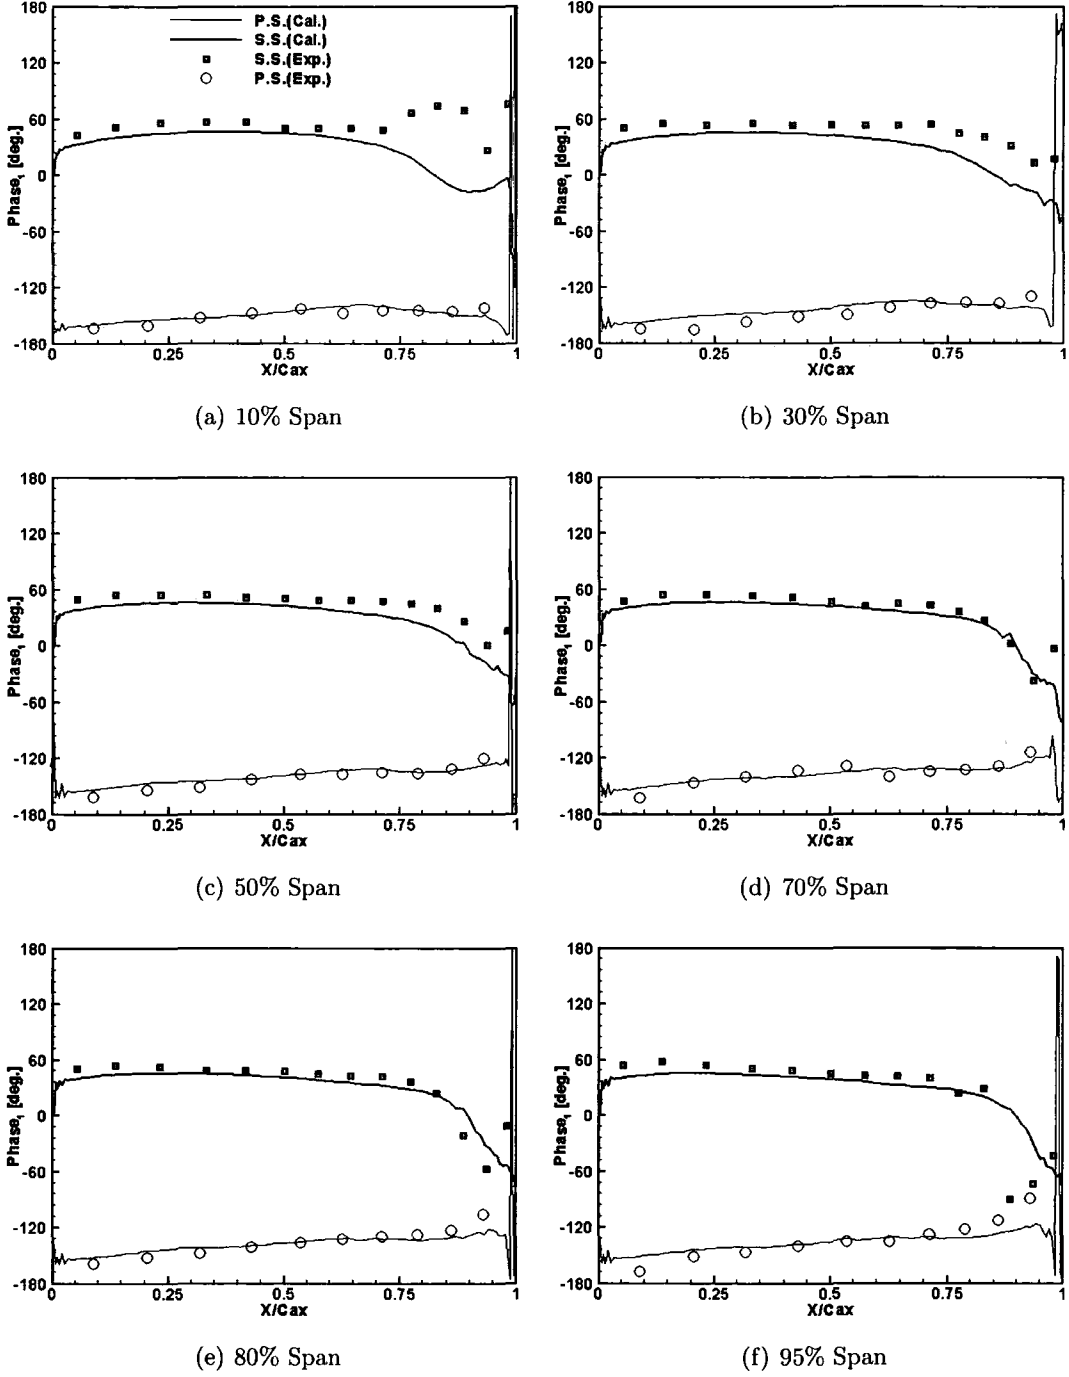 180
120
60
0
-60
-120
-180
Phase₁ [deg.]
P.S.(Cal.)
S.S.(Cal.)
S.S.(Exp.)
P.S.(Exp.)
0 0.25 0.5 0.75 1
X/Cax
(a) 10% Span
180
120
60
0
-60
-120
-180
Phase₁ [deg.]
0 0.25 0.5 0.75 1
X/Cax
(b) 30% Span
180
120
60
0
-60
-120
-180
Phase₁ [deg.]
0 0.25 0.5 0.75 1
X/Cax
(c) 50% Span
180
120
60
0
-60
-120
-180
Phase₁ [deg.]
0 0.25 0.5 0.75 1
X/Cax
(d) 70% Span
180
120
60
0
-60
-120
-180
Phase₁ [deg.]
0 0.25 0.5 0.75 1
X/Cax
(e) 80% Span
180
120
60
0
-60
-120
-180
Phase₁ [deg.]
0 0.25 0.5 0.75 1
X/Cax
(f) 95% Span